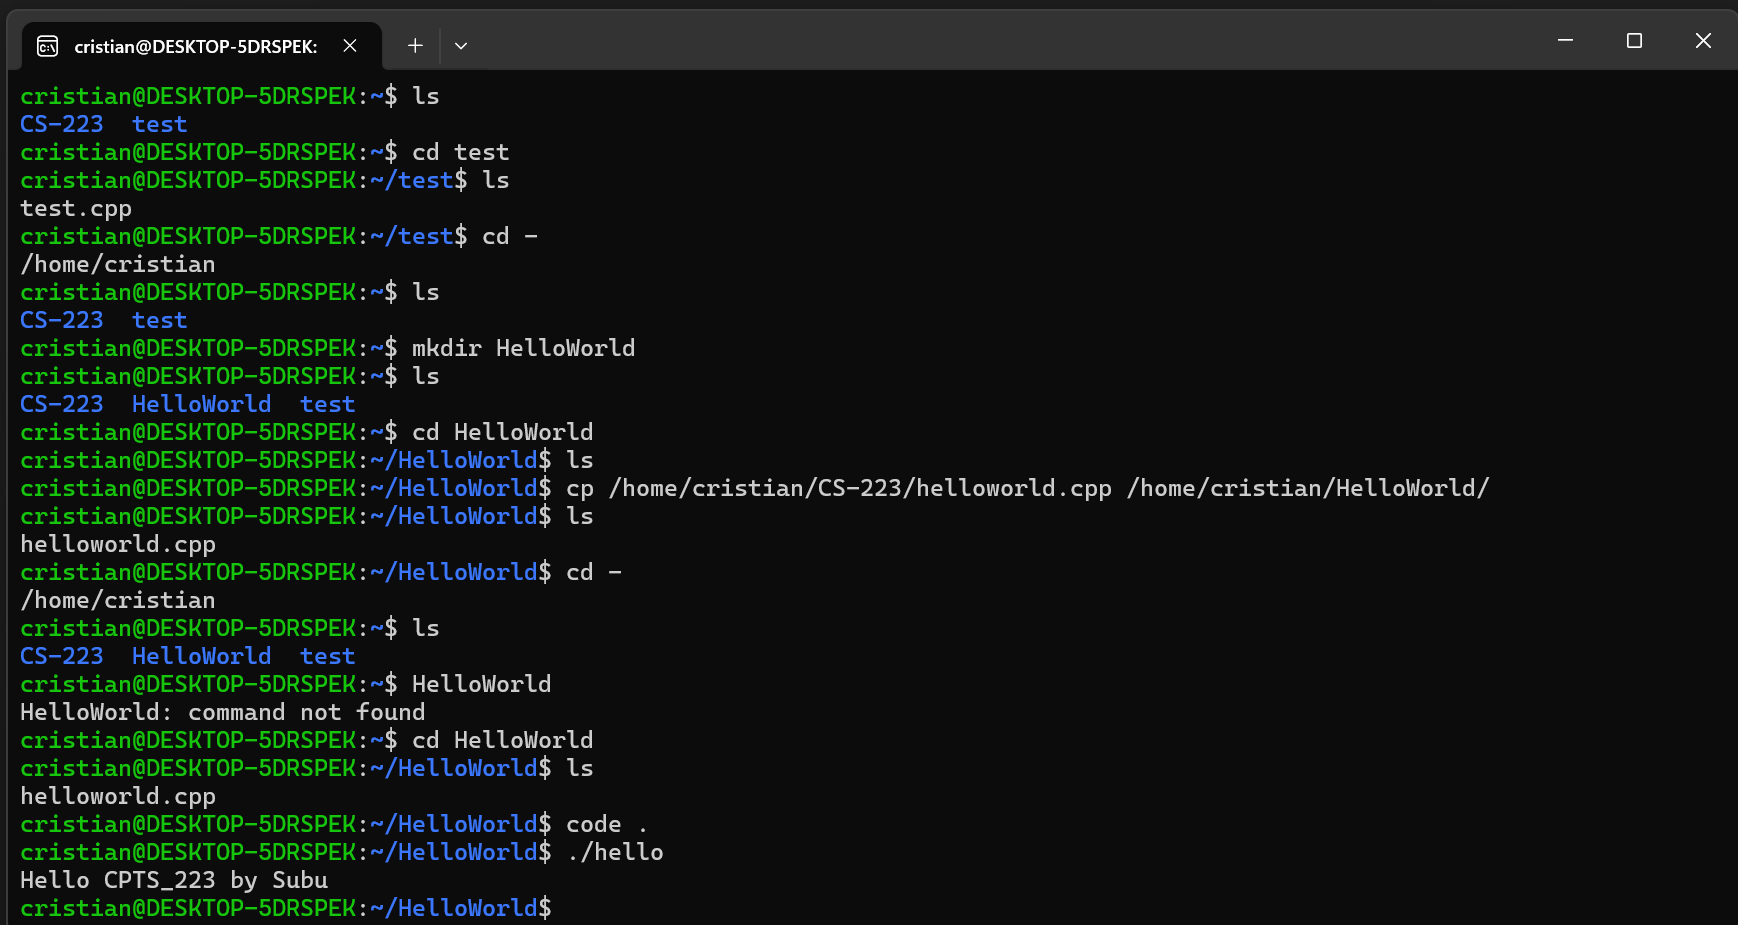 cristian@DESKTOP-5DRSPEK:
cristian@DESKTOP-5DRSPEK:~$ ls
CS-223  test
cristian@DESKTOP-5DRSPEK:~$ cd test
cristian@DESKTOP-5DRSPEK:~/test$ ls
test.cpp
cristian@DESKTOP-5DRSPEK:~/test$ cd -
/home/cristian
cristian@DESKTOP-5DRSPEK:~$ ls
CS-223  test
cristian@DESKTOP-5DRSPEK:~$ mkdir HelloWorld
cristian@DESKTOP-5DRSPEK:~$ ls
CS-223  HelloWorld  test
cristian@DESKTOP-5DRSPEK:~$ cd HelloWorld
cristian@DESKTOP-5DRSPEK:~/HelloWorld$ ls
cristian@DESKTOP-5DRSPEK:~/HelloWorld$ cp /home/cristian/CS-223/helloworld.cpp /home/cristian/HelloWorld/
cristian@DESKTOP-5DRSPEK:~/HelloWorld$ ls
helloworld.cpp
cristian@DESKTOP-5DRSPEK:~/HelloWorld$ cd -
/home/cristian
cristian@DESKTOP-5DRSPEK:~$ ls
CS-223  HelloWorld  test
cristian@DESKTOP-5DRSPEK:~$ HelloWorld
HelloWorld: command not found
cristian@DESKTOP-5DRSPEK:~$ cd HelloWorld
cristian@DESKTOP-5DRSPEK:~/HelloWorld$ ls
helloworld.cpp
cristian@DESKTOP-5DRSPEK:~/HelloWorld$ code .
cristian@DESKTOP-5DRSPEK:~/HelloWorld$ ./hello
Hello CPTS_223 by Subu
cristian@DESKTOP-5DRSPEK:~/HelloWorld$